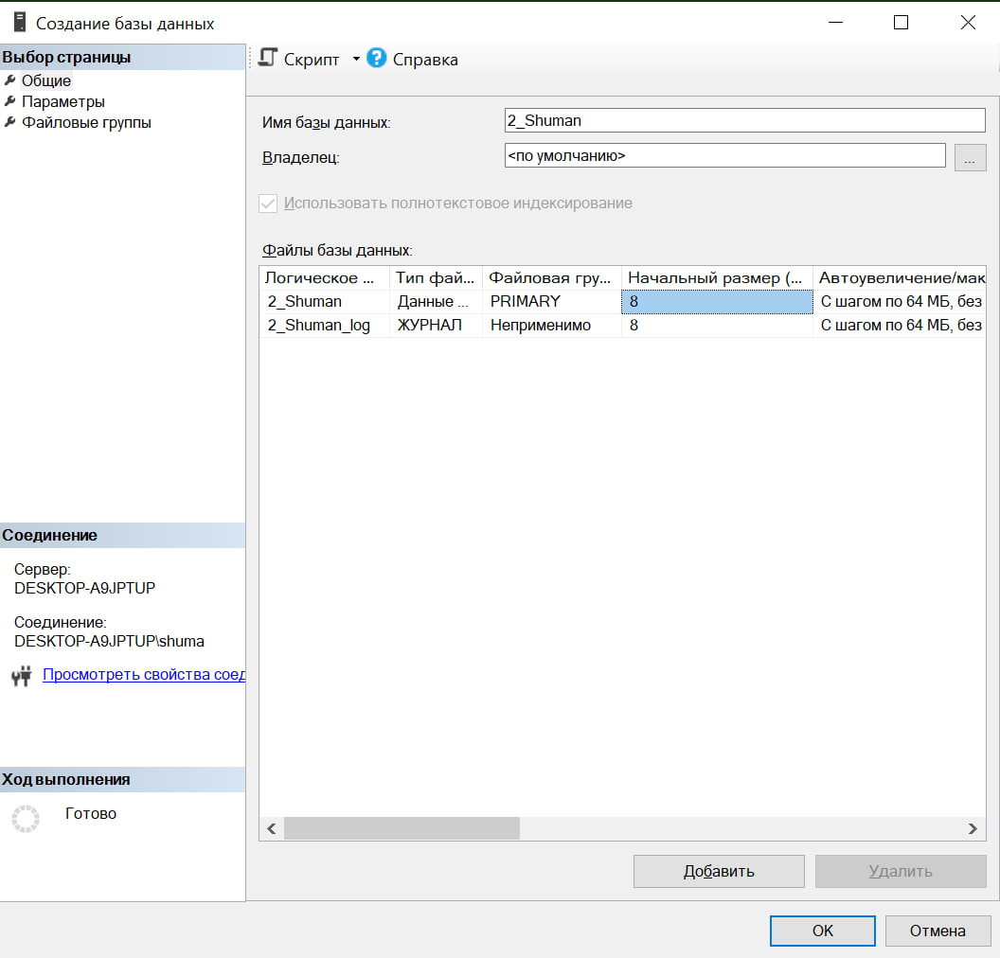 Создание базы данных
Выбор страницы
Общие
Параметры
Файловые группы
Скрипт
Справка
Имя базы данных: 2_Shuman
Владелец: <по умолчанию> ...
Использовать полнотекстовое индексирование
Файлы базы данных:
Логическое ... Тип фай... Файловая гру... Начальный размер (... Автоувеличение/мак
2_Shuman Данные ... PRIMARY 8 С шагом по 64 МБ, без
2_Shuman_log ЖУРНАЛ Неприменимо 8 С шагом по 64 МБ, без
Соединение
Сервер:
DESKTOP-A9JPTUP
Соединение:
DESKTOP-A9JPTUP\shuma
Просмотреть свойства соед
Ход выполнения
Готово
Добавить Удалить
OK Отмена